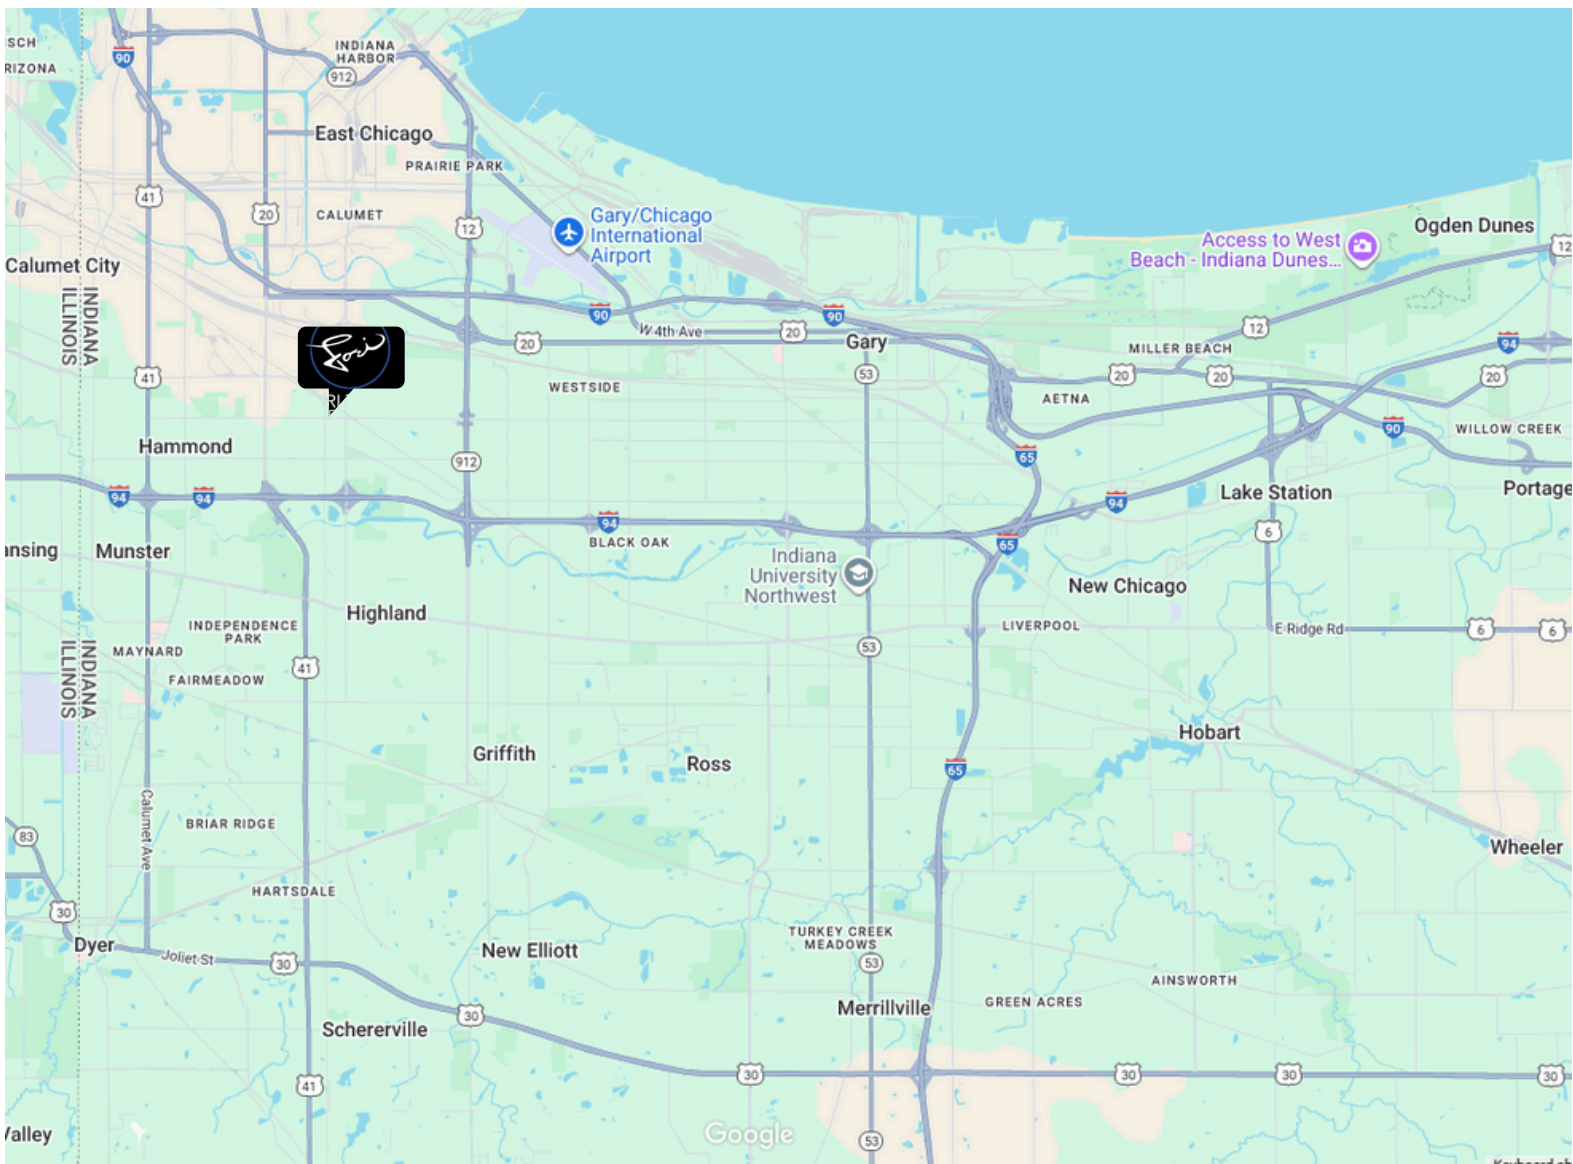 ISCH
RIZONA
90
INDIANA
HARBOR
912
East Chicago
PRAIRIE PARK
41
20
CALUMET
12
Gary/Chicago
International
Airport
Ogden Dunes
Access to West
Beach - Indiana Dunes...
12
Calumet City
INDIANA
ILLINOIS
90
20
W 4th Ave
20
90
Gary
12
94
MILLER BEACH
41
53
20
20
20
WESTSIDE
AETNA
Hammond
912
65
90
WILLOW CREEK
94
94
94
94
Lake Station
Portage
ansing
Munster
BLACK OAK
65
6
Indiana
University
Northwest
New Chicago
Highland
INDEPENDENCE
PARK
LIVERPOOL
E Ridge Rd
6
6
INDIANA
ILLINOIS
MAYNARD
41
53
FAIRMEADOW
Griffith
Ross
65
Hobart
Calumet Ave
83
BRIAR RIDGE
Wheeler
HARTSDALE
30
Dyer
Joliet St
30
New Elliott
TURKEY CREEK
MEADOWS
53
AINSWORTH
Merrillville
GREEN ACRES
30
Schererville
41
30
30
30
30
Valley
Google
53